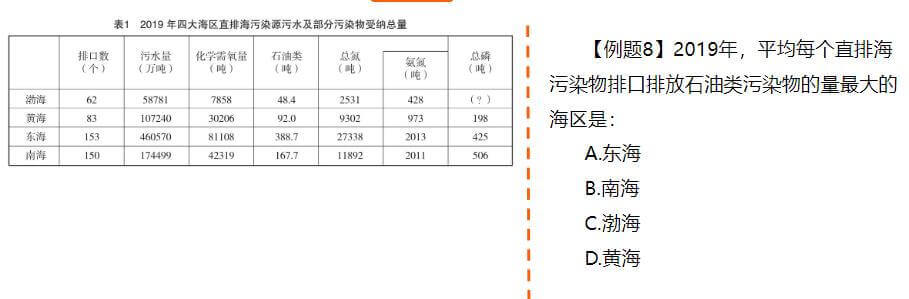 表1 2019 年四大海区直排海污染源污水及部分污染物受纳总量
排口数（个） 污水量（万吨） 化学需氧量（吨） 石油类（吨） 总氮（吨） 氨氮（吨） 总磷（吨）
渤海 62 58781 7858 48.4 2531 428 （?）
黄海 83 107240 30206 92.0 9302 973 198
东海 153 460570 81108 388.7 27338 2013 425
南海 150 174499 42319 167.7 11892 2011 506
【例题8】2019年，平均每个直排海
污染物排口排放石油类污染物的量最大的
海区是：
A.东海
B.南海
C.渤海
D.黄海